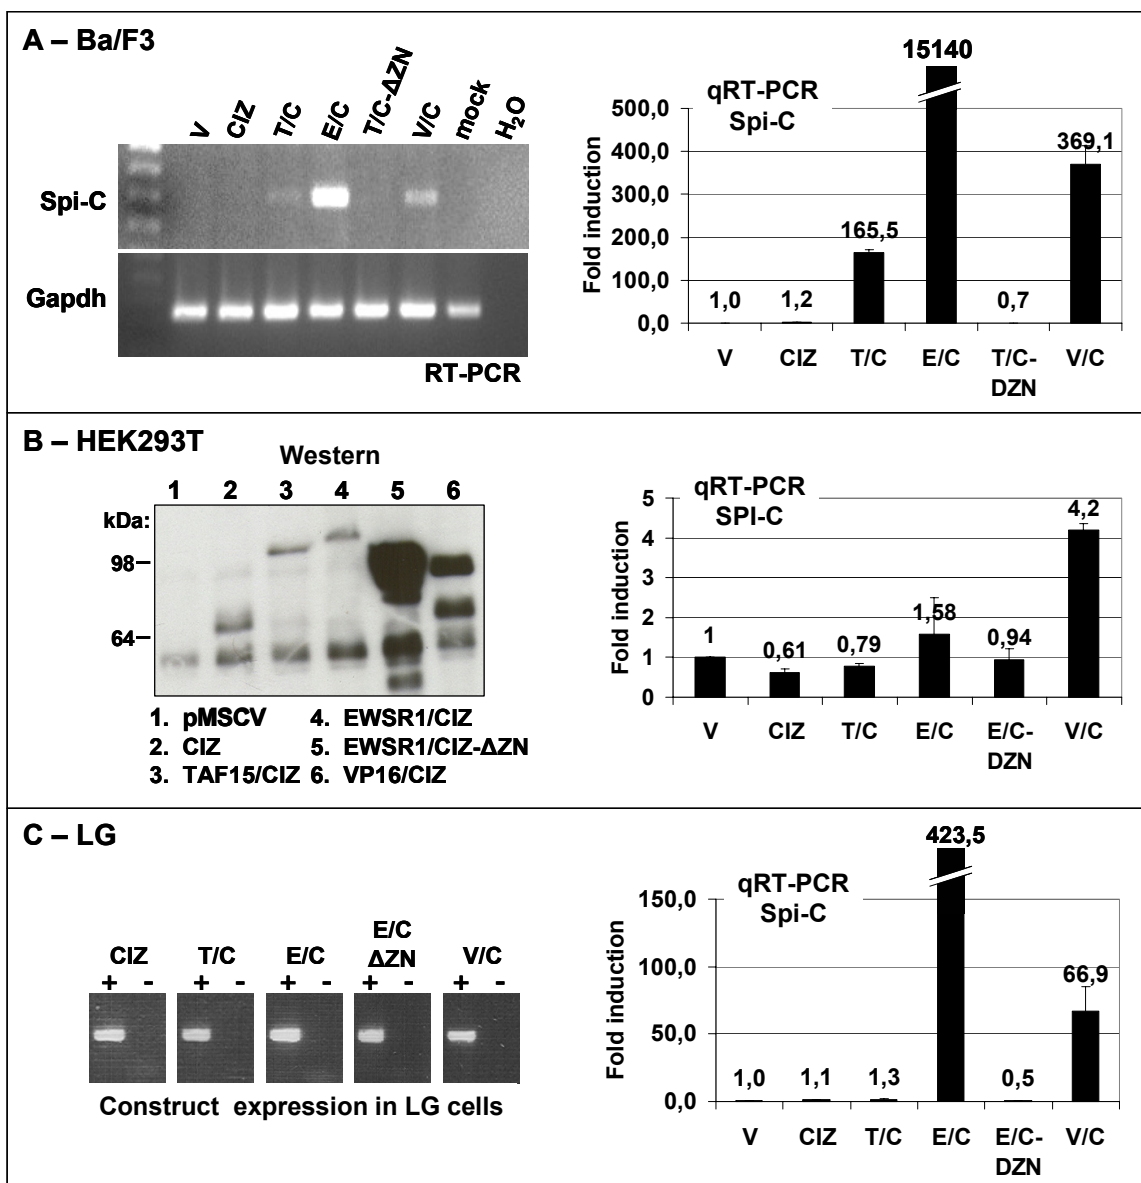 A – Ba/F3
V CIZ T/C E/C T/C-ΔZN V/C mock H2O
Spi-C
Gapdh
RT-PCR
qRT-PCR
Spi-C
Fold induction
500,0
400,0
300,0
200,0
100,0
0,0
1,0 1,2 165,5 15140 0,7 369,1
V CIZ T/C E/C T/C- V/C
DZN
B – HEK293T
Western
1 2 3 4 5 6
kDa:
98
64
1. pMSCV 4. EWSR1/CIZ
2. CIZ 5. EWSR1/CIZ-ΔZN
3. TAF15/CIZ 6. VP16/CIZ
qRT-PCR
SPI-C
Fold induction
5
4
3
2
1
0
1 0,61 0,79 1,58 0,94 4,2
V CIZ T/C E/C E/C- V/C
DZN
C – LG
CIZ T/C E/C E/C V/C
ΔZN
+ - + - + - + - + -
Construct expression in LG cells
qRT-PCR
Spi-C
Fold induction
150,0
100,0
50,0
0,0
1,0 1,1 1,3 423,5 0,5 66,9
V CIZ T/C E/C E/C- V/C
DZN